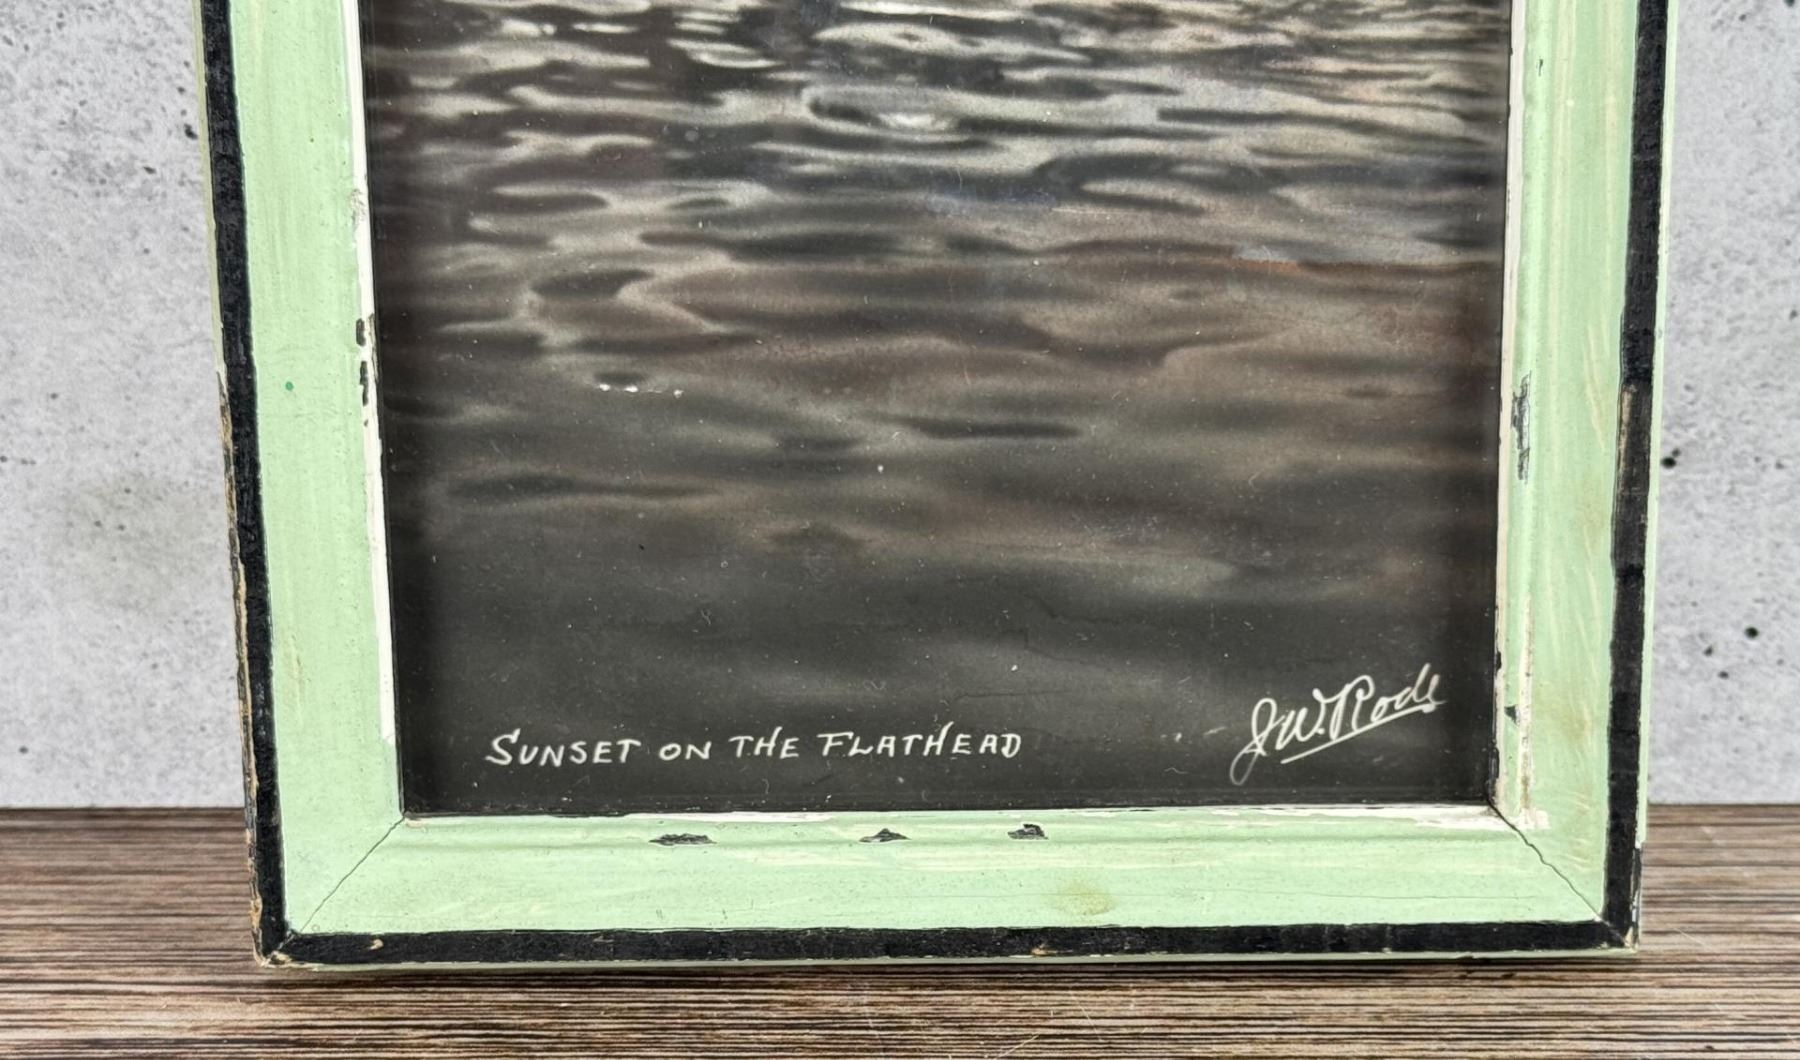 SUNSET ON THE FLATHEAD
J.W. Rode